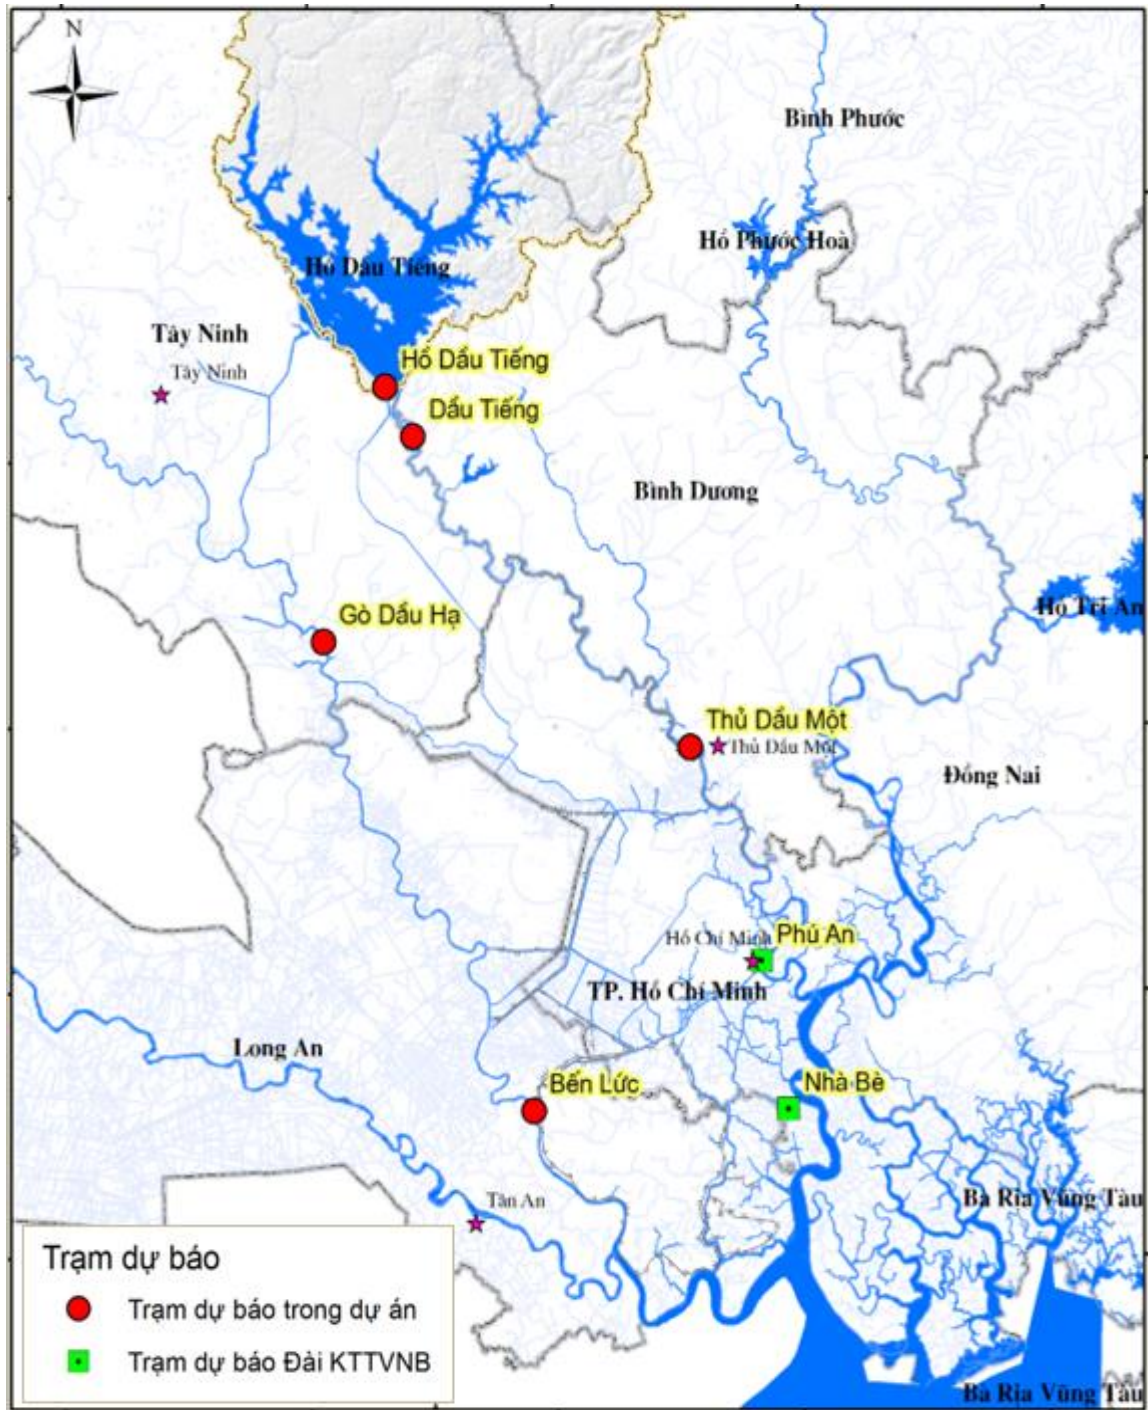 N
Bình Phước
Hồ Phước Hoà
Hồ Dầu Tiếng
Tây Ninh
Tây Ninh
Hồ Dầu Tiếng
Dầu Tiếng
Bình Dương
Hồ Trị An
Gò Dầu Hạ
Thủ Dầu Một
Thủ Dầu Một
Đồng Nai
Hồ Chí Minh
Phú An
TP. Hồ Chí Minh
Long An
Bến Lức
Nhà Bè
Tân An
Bà Rịa Vũng Tàu
Trạm dự báo
Trạm dự báo trong dự án
Trạm dự báo Đài KTTVNB
Bà Rịa Vũng Tàu